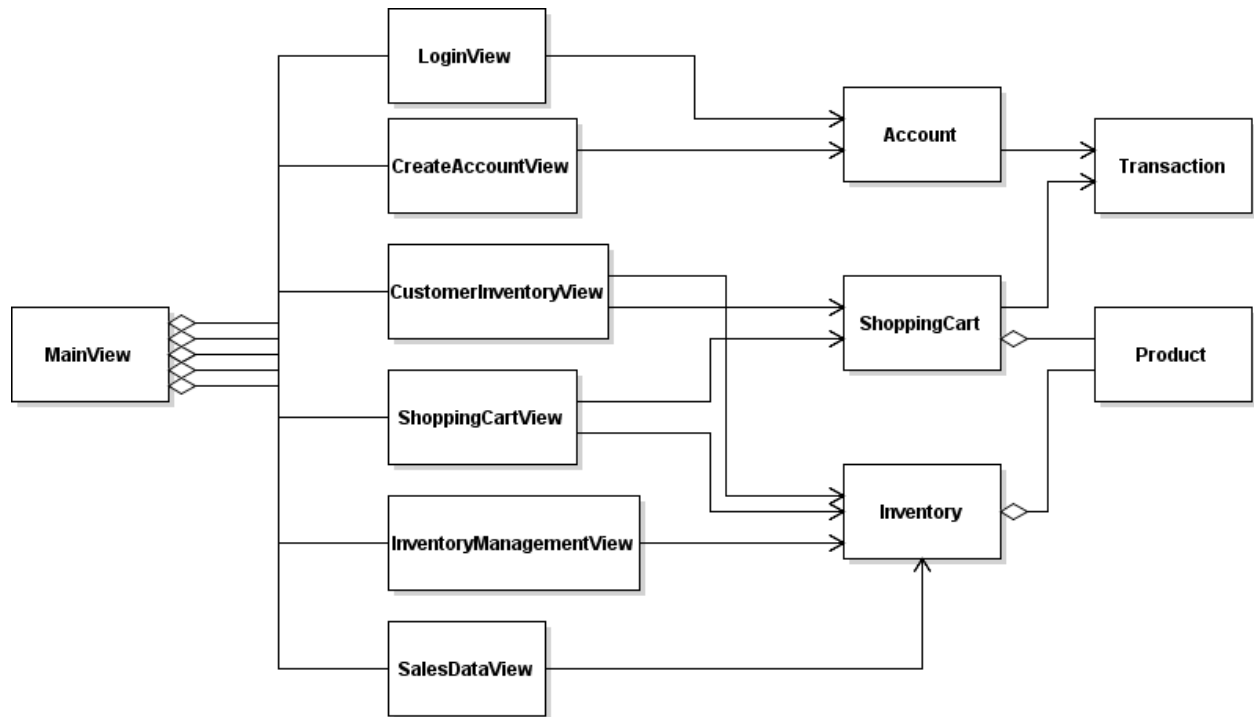 LoginView
Account
CreateAccountView
Transaction
CustomerInventoryView
ShoppingCart
MainView
Product
ShoppingCartView
Inventory
InventoryManagementView
SalesDataView